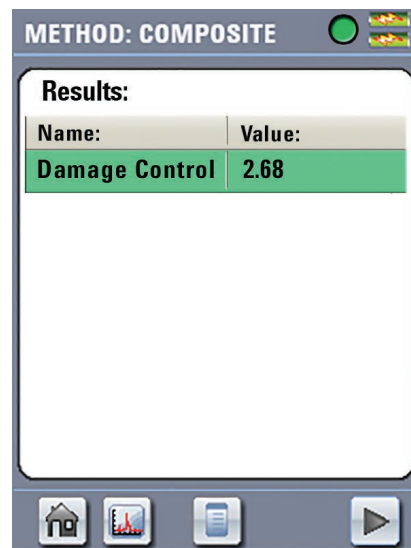 METHOD: COMPOSITE
Results:
Name: Value:
Damage Control 2.68